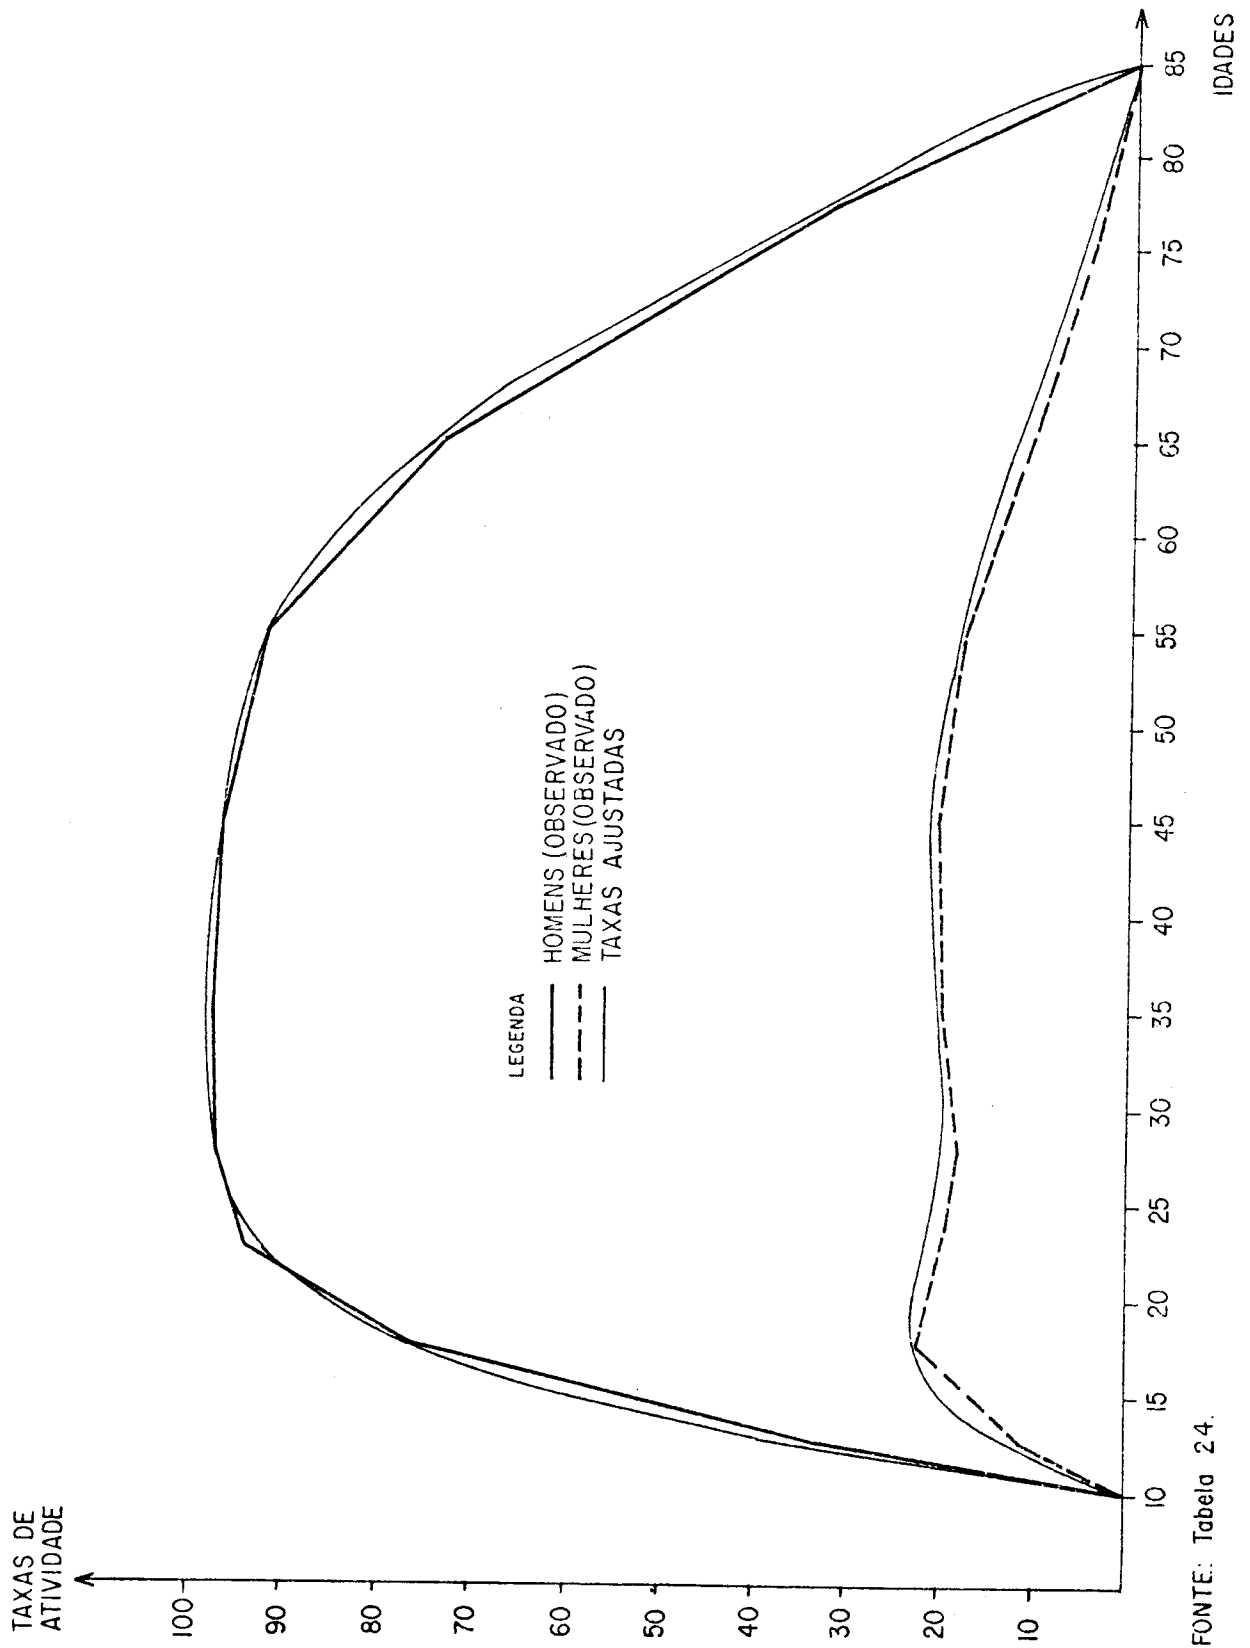 TAXAS DE
ATIVIDADE
100
90
80
70
60
50
40
30
20
10
LEGENDA
HOMENS (OBSERVADO)
MULHERES (OBSERVADO)
TAXAS AJUSTADAS
10 15 20 25 30 35 40 45 50 55 60 65 70 75 80 85
IDADES
FONTE: Tabela 24.